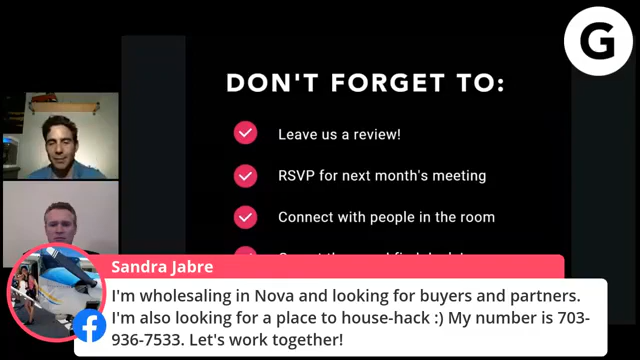 G
DON'T FORGET TO:
Leave us a review!
RSVP for next month's meeting
Connect with people in the room
Sandra Jabre
I'm wholesaling in Nova and looking for buyers and partners.
I'm also looking for a place to house-hack :) My number is 703-
936-7533. Let's work together!